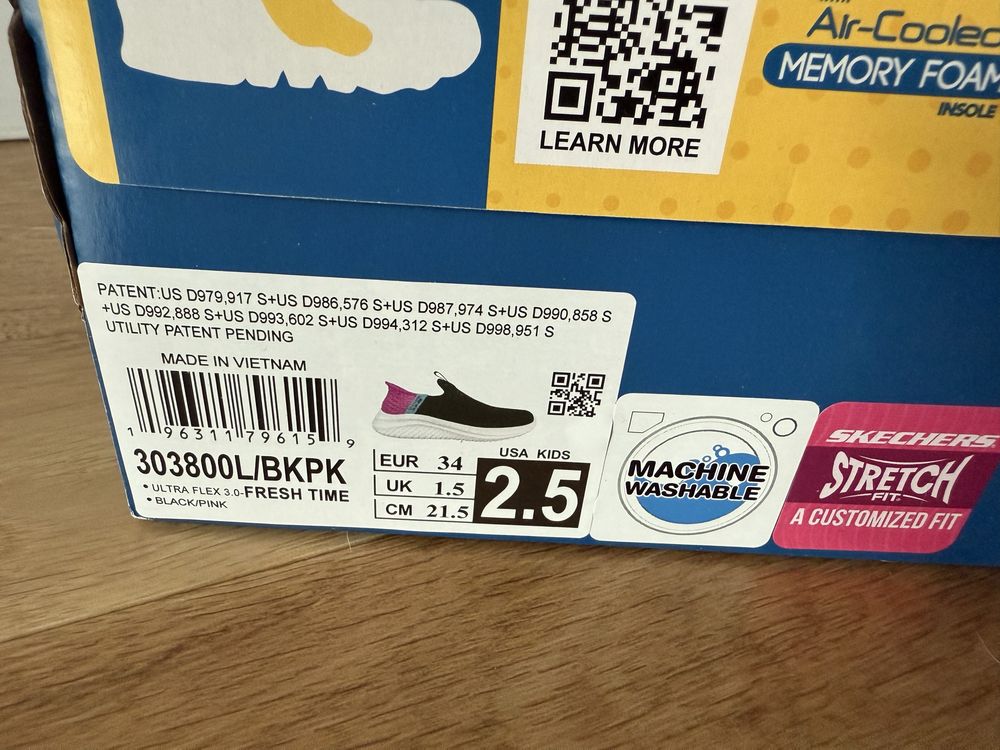 Air-Cooled
MEMORY FOAM
INSOLE
LEARN MORE
PATENT:US D979,917 S+US D986,576 S+US D987,974 S+US D990,858 S
+US D992,888 S+US D993,602 S+US D994,312 S+US D998,951 S
UTILITY PATENT PENDING
MADE IN VIETNAM
1 96311 79615 9
303800L/BKPK
• ULTRA FLEX 3.0-FRESH TIME
• BLACK/PINK
USA KIDS
EUR 34
UK 1.5
CM 21.5
2.5
MACHINE
WASHABLE
SKECHERS
STRETCH
FIT
A CUSTOMIZED FIT